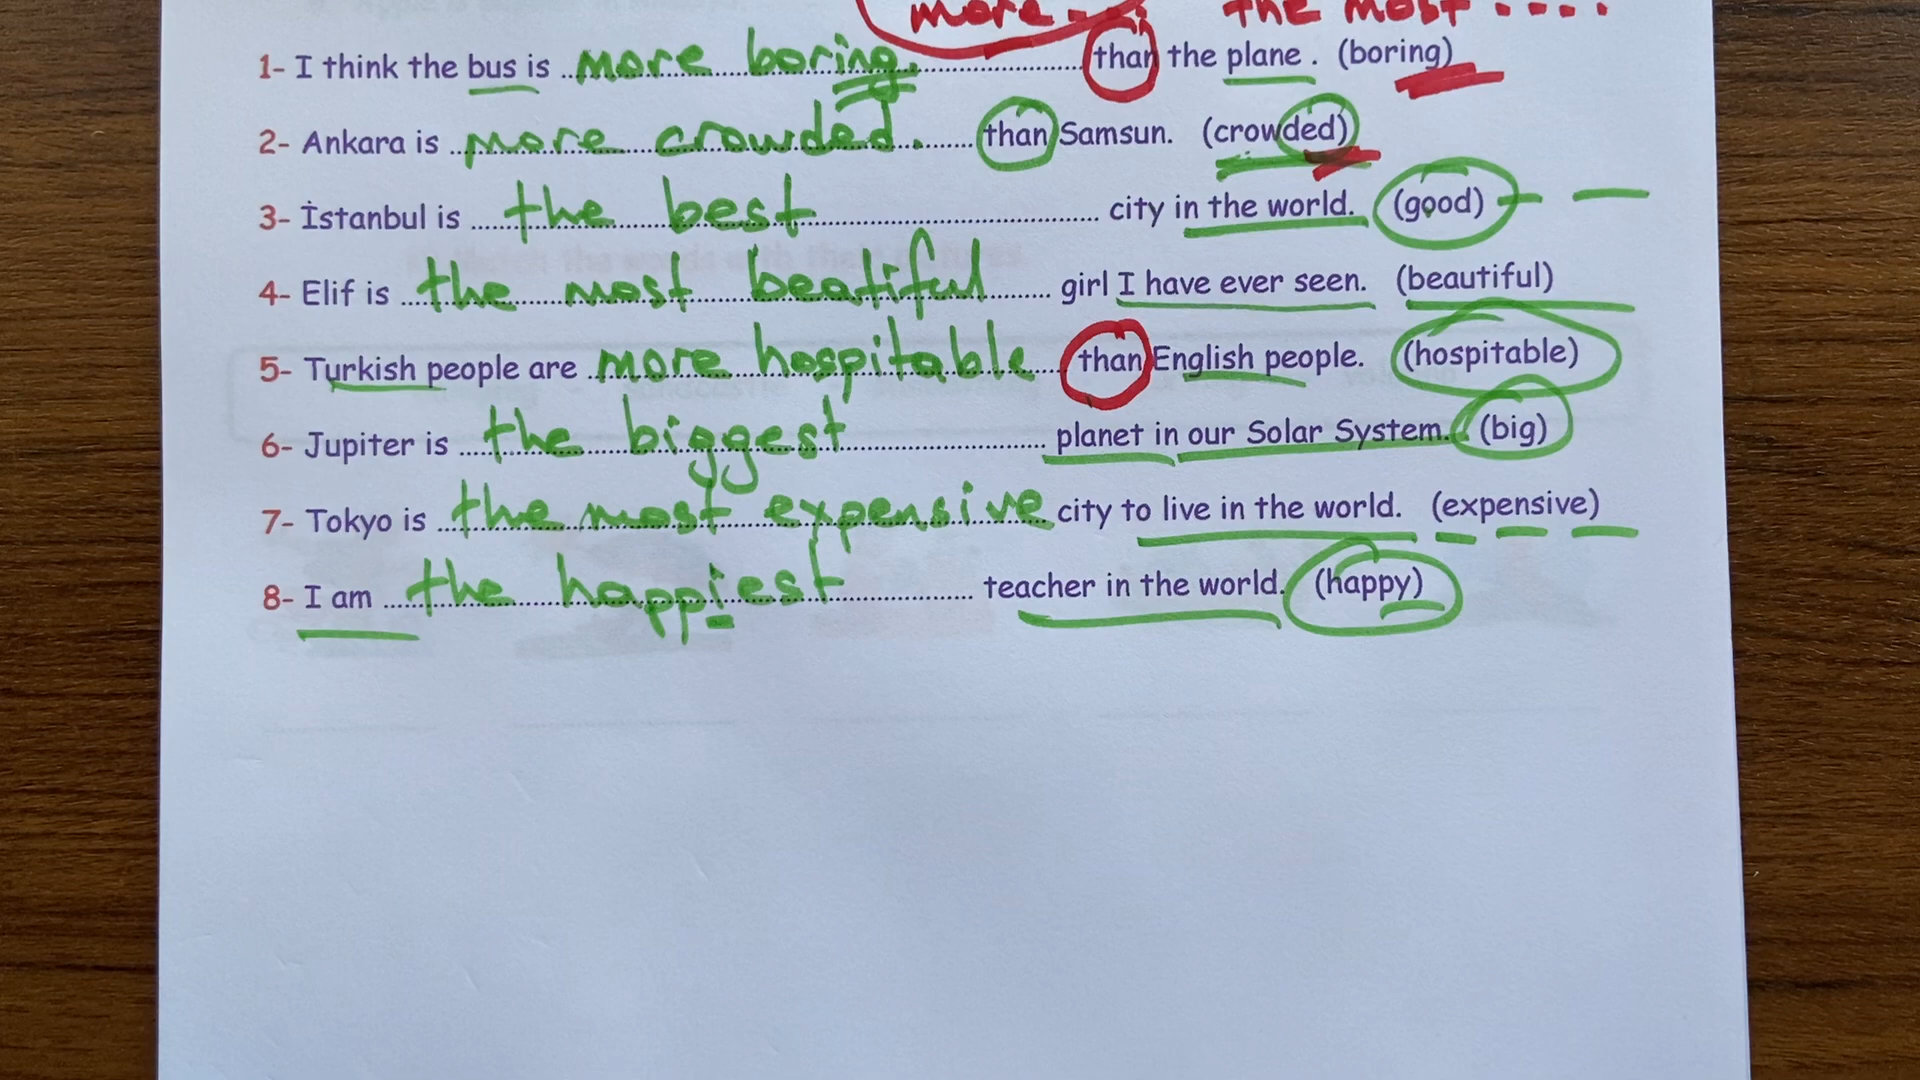 more.... the most....
1- I think the bus is ..more boring................... than the plane . (boring)
2- Ankara is ..more crowded......... than Samsun. (crowded)
3- İstanbul is ....the best.............................. city in the world. (good)
4- Elif is ....the most beatiful........ girl I have ever seen. (beautiful)
5- Turkish people are ..more hospitable.... than English people. (hospitable)
6- Jupiter is ....the biggest........................ planet in our Solar System. (big)
7- Tokyo is ..the most expensive city to live in the world. (expensive)
8- I am .....the happiest................ teacher in the world. (happy)